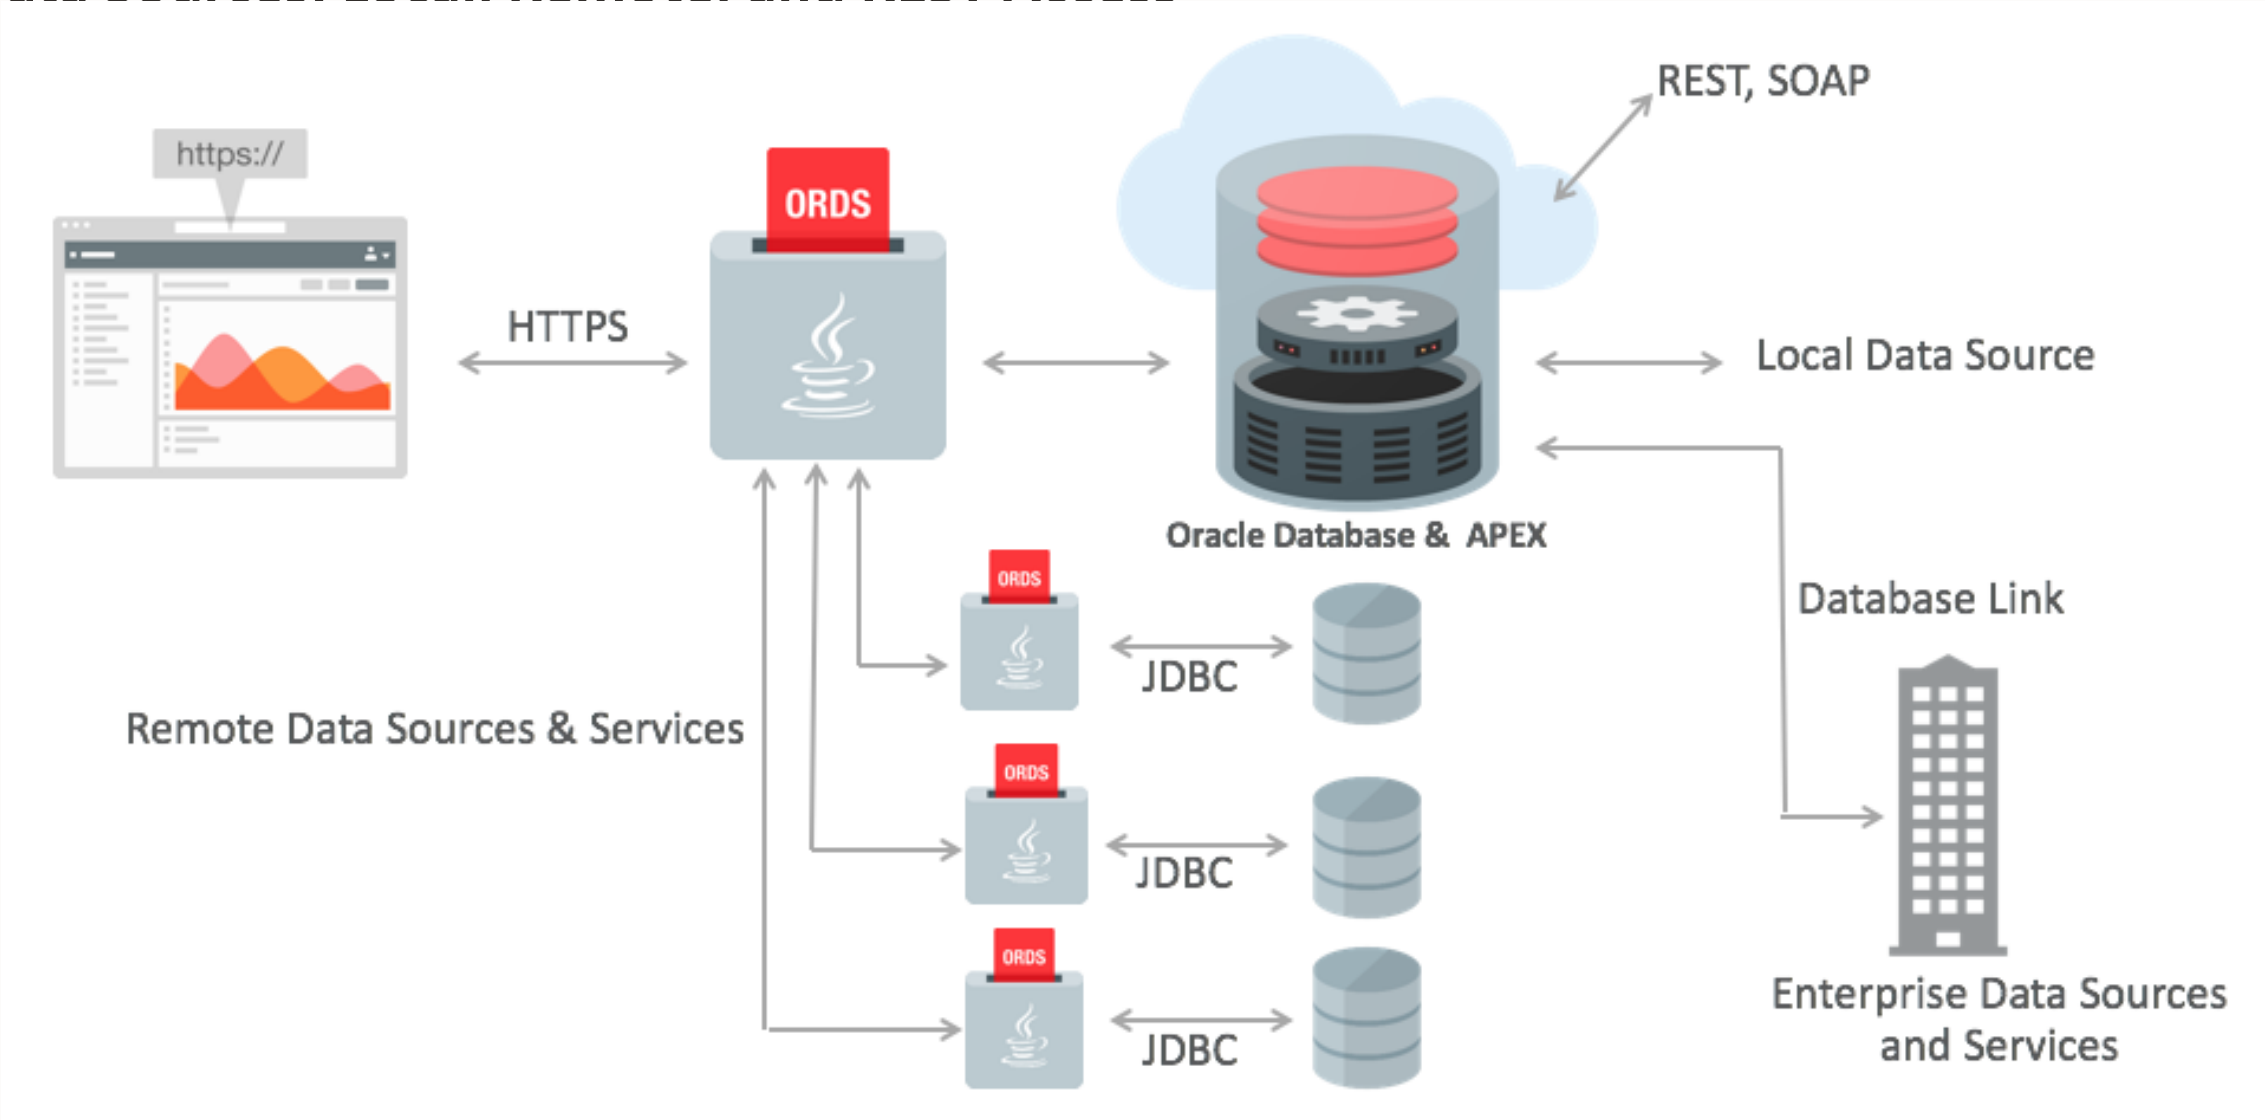 REST, SOAP
https://
ORDS
HTTPS
Local Data Source
Oracle Database & APEX
ORDS
Database Link
JDBC
Remote Data Sources & Services
ORDS
JDBC
ORDS
Enterprise Data Sources
and Services
JDBC